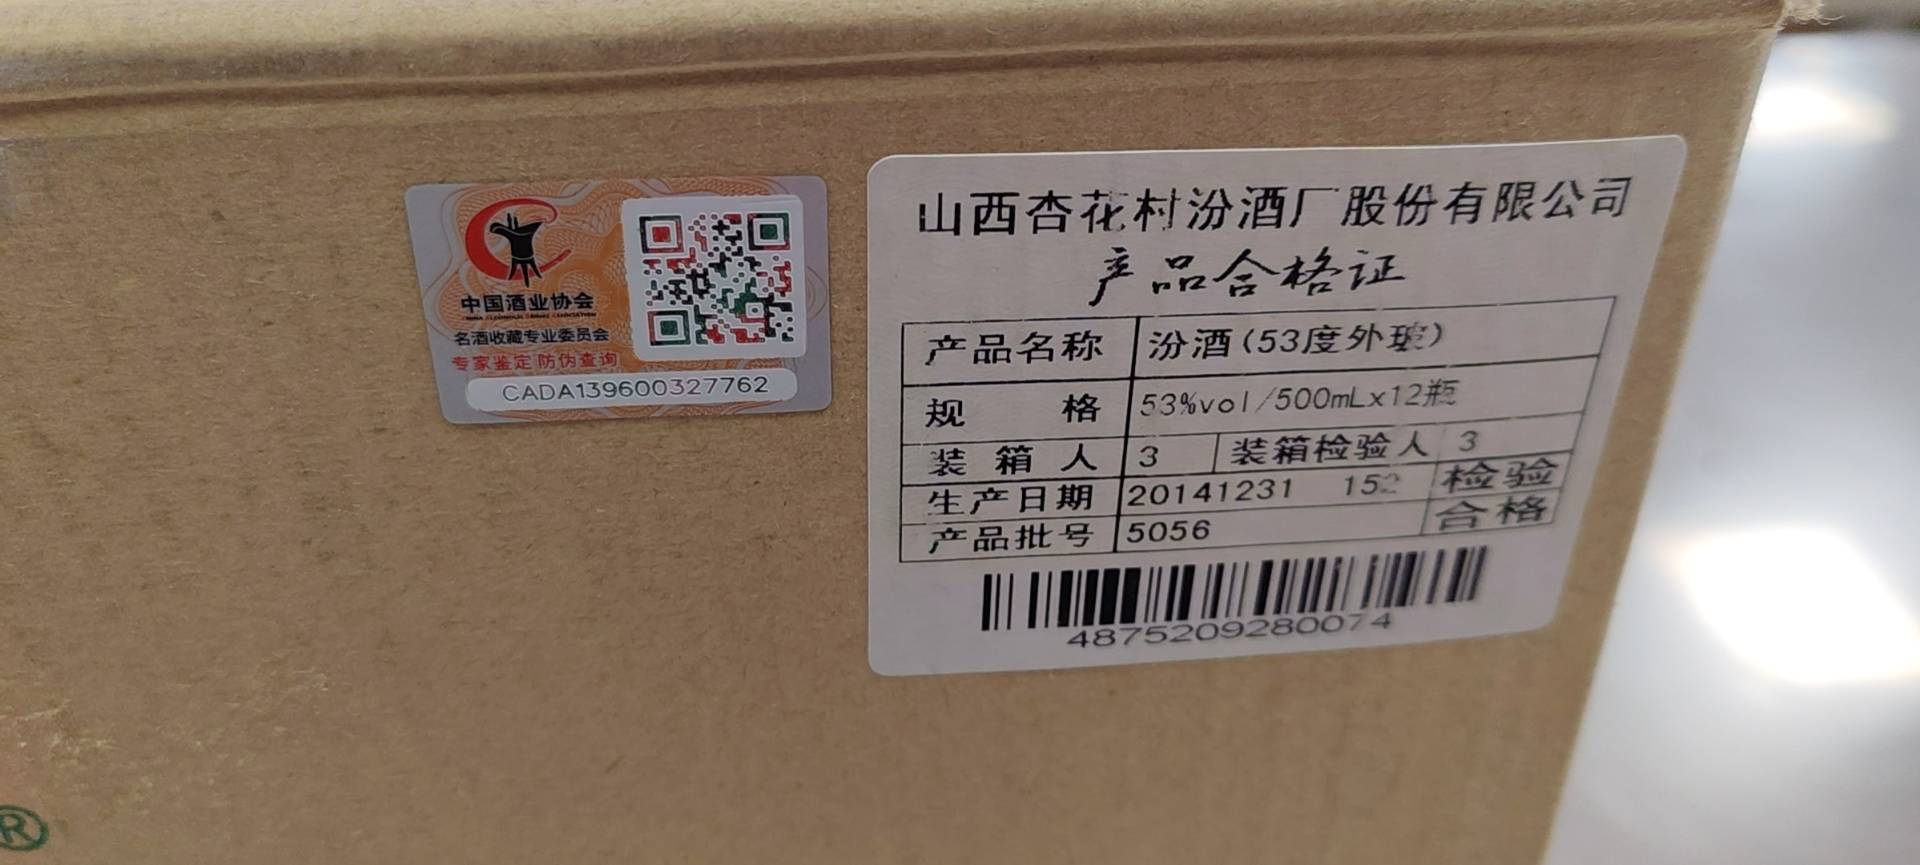 中国酒业协会
CHINA ALCOHOLIC DRINKS ASSOCIATION
名酒收藏专业委员会
专家鉴定 防伪查询
CADA139600327762
山西杏花村汾酒厂股份有限公司
产品合格证
产品名称 汾酒(53度外玻)
规格 53%vol/500mLx12瓶
装箱人 3 装箱检验人 3
生产日期 20141231 152 检验
产品批号 5056 合格
4875209280074
®